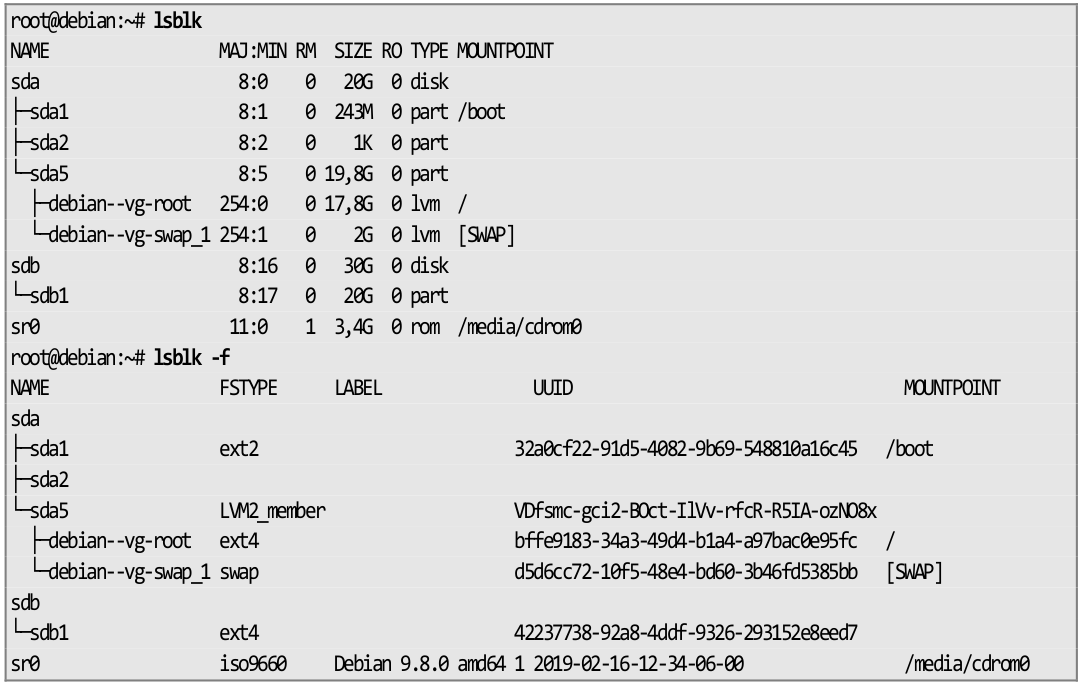 root@debian:~# lsblk
NAME                  MAJ:MIN RM  SIZE RO TYPE MOUNTPOINT
sda                     8:0    0   20G  0 disk
├─sda1                  8:1    0  243M  0 part /boot
├─sda2                  8:2    0    1K  0 part
└─sda5                  8:5    0 19,8G  0 part
  ├─debian--vg-root   254:0    0 17,8G  0 lvm  /
  └─debian--vg-swap_1 254:1    0    2G  0 lvm  [SWAP]
sdb                     8:16   0   30G  0 disk
└─sdb1                  8:17   0   20G  0 part
sr0                    11:0    1  3,4G  0 rom  /media/cdrom0
root@debian:~# lsblk -f
NAME                  FSTYPE      LABEL                UUID                                   MOUNTPOINT
sda
├─sda1                ext2                           32a0cf22-91d5-4082-9b69-548810a16c45   /boot
├─sda2
└─sda5                LVM2_member                    VDfsmc-gci2-BOct-IlVv-rfcR-R5IA-ozNO8x
  ├─debian--vg-root   ext4                           bffe9183-34a3-49d4-b1a4-a97bac0e95fc   /
  └─debian--vg-swap_1 swap                           d5d6cc72-10f5-48e4-bd60-3b46fd5385bb   [SWAP]
sdb
└─sdb1                ext4                           42237738-92a8-4ddf-9326-293152e8eed7
sr0                   iso9660     Debian 9.8.0 amd64 1 2019-02-16-12-34-06-00                 /media/cdrom0